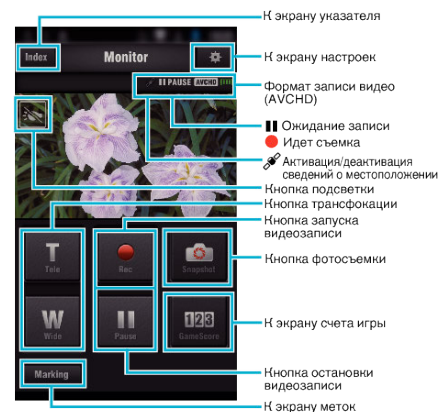 К экрану указателя
Index
Monitor
К экрану настроек
PAUSE AVCHD
Формат записи видео
(AVCHD)
Ожидание записи
Идет съемка
Активация/деактивация
сведений о местоположении
Кнопка подсветки
Кнопка трансфокации
Кнопка запуска
видеозаписи
T
Tele
Rec
Snapshot
Кнопка фотосъемки
W
Wide
Pause
123
GameScore
К экрану счета игры
Marking
Кнопка остановки
видеозаписи
К экрану меток